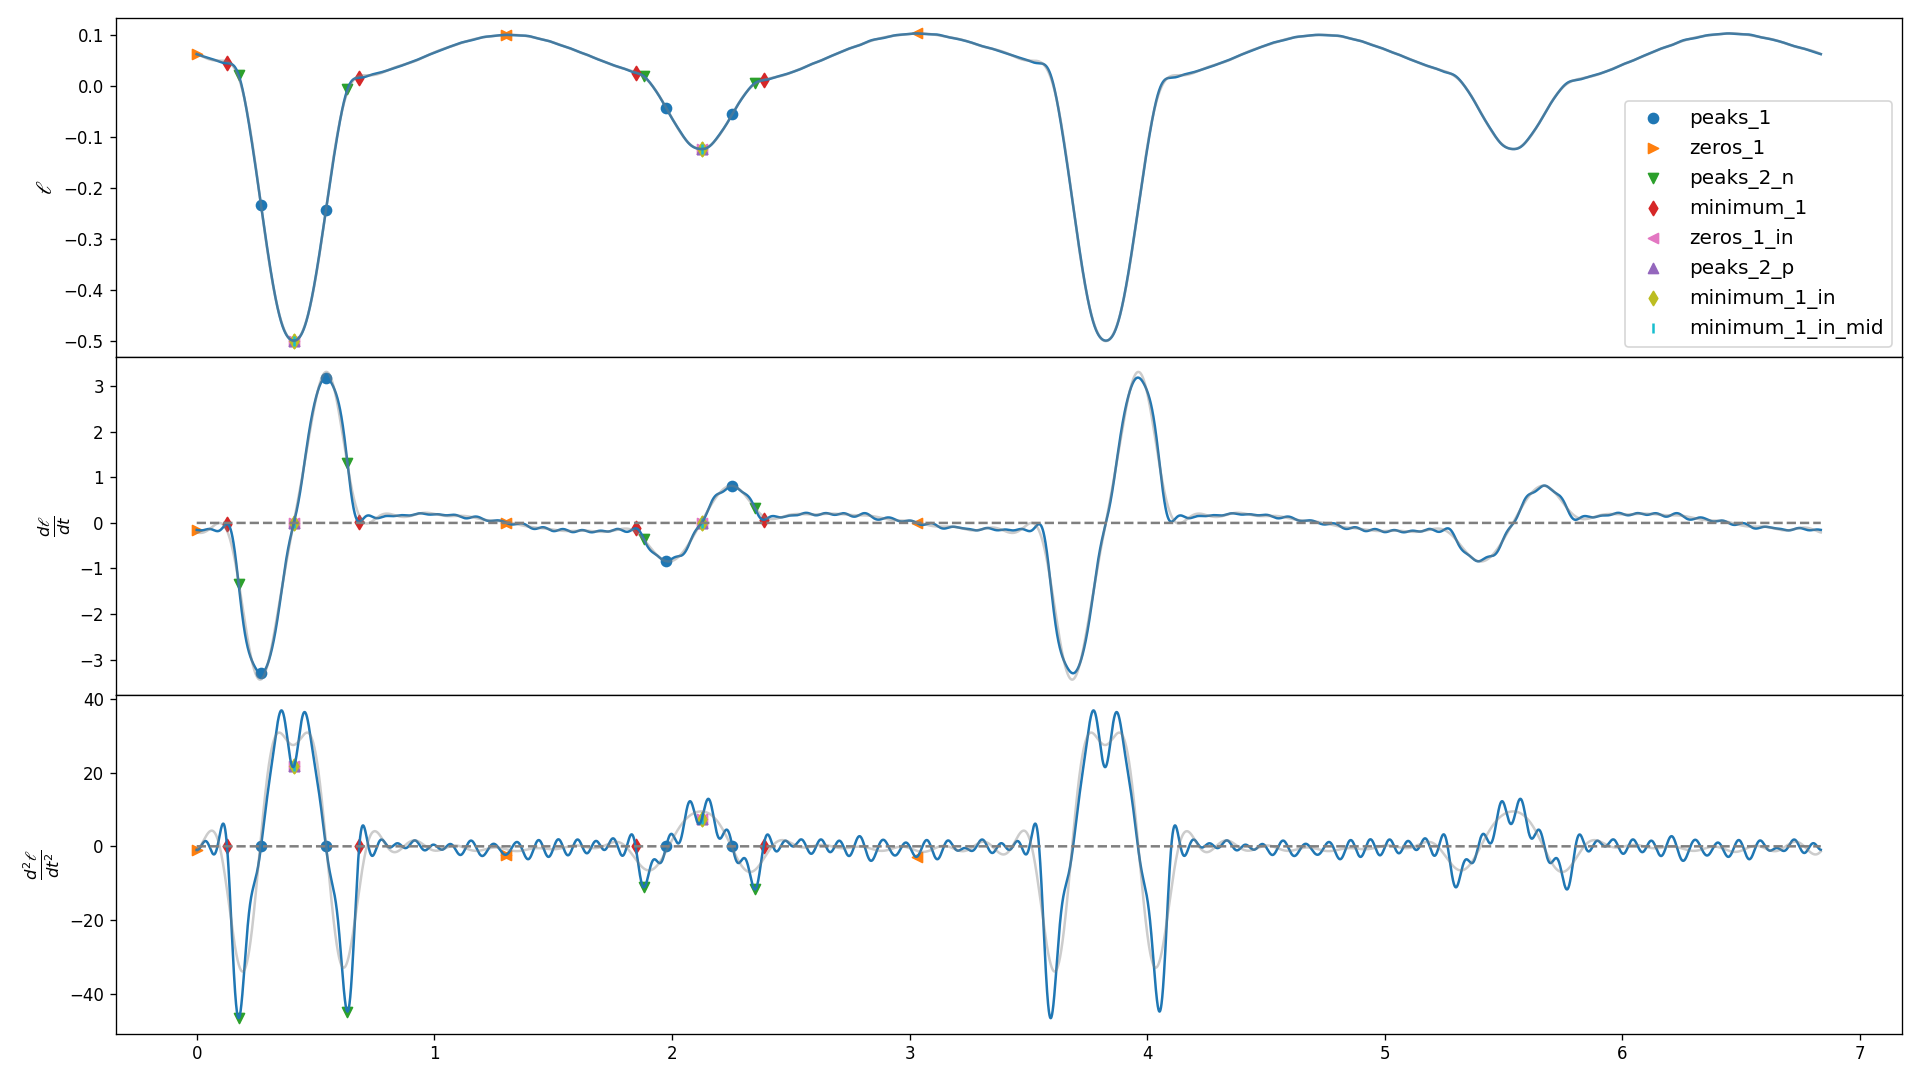 0.1
0.0
−0.1
−0.2
−0.3
−0.4
−0.5
ℓ
peaks_1
zeros_1
peaks_2_n
minimum_1
zeros_1_in
peaks_2_p
minimum_1_in
minimum_1_in_mid
3
2
1
0
−1
−2
−3
dℓ
dt
40
20
0
−20
−40
d²ℓ
dt²
0 1 2 3 4 5 6 7